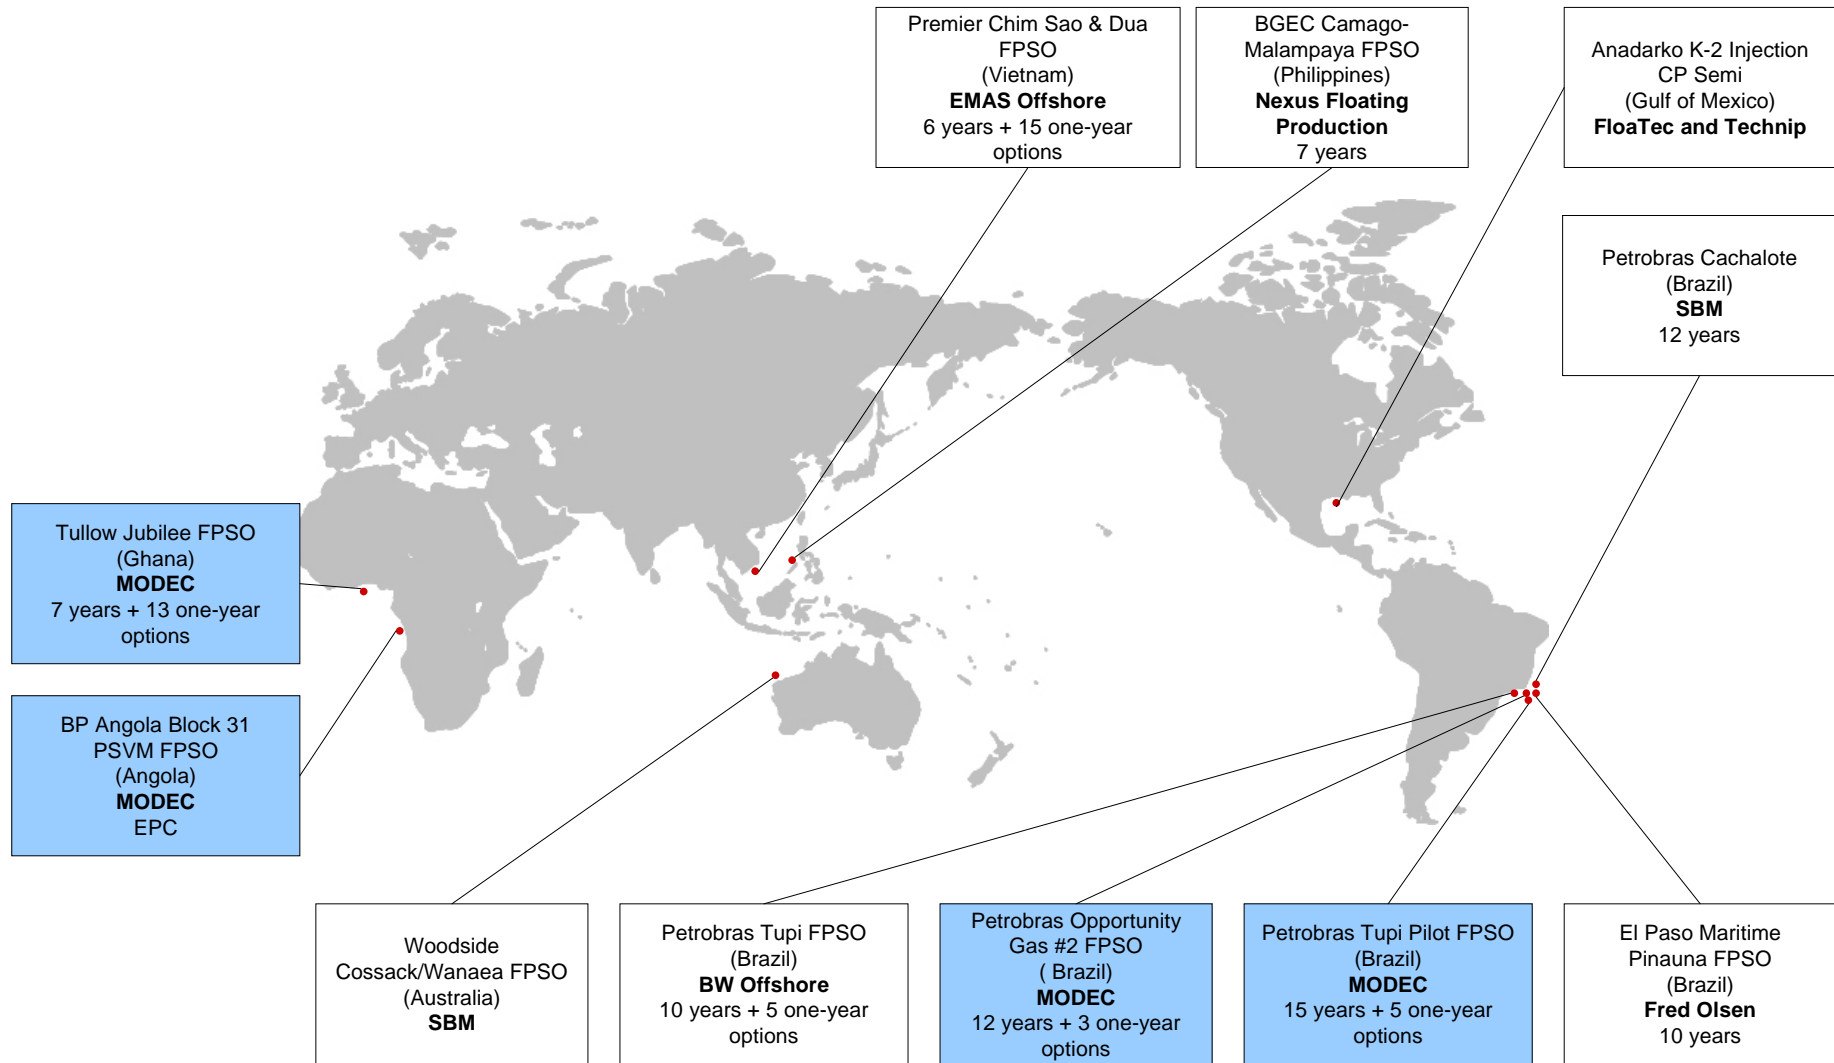 Premier Chim Sao & Dua
FPSO
(Vietnam)
EMAS Offshore
6 years + 15 one-year
options
BGEC Camago-
Malampaya FPSO
(Philippines)
Nexus Floating
Production
7 years
Anadarko K-2 Injection
CP Semi
(Gulf of Mexico)
FloaTec and Technip
Petrobras Cachalote
(Brazil)
SBM
12 years
Tullow Jubilee FPSO
(Ghana)
MODEC
7 years + 13 one-year
options
BP Angola Block 31
PSVM FPSO
(Angola)
MODEC
EPC
Woodside
Cossack/Wanaea FPSO
(Australia)
SBM
Petrobras Tupi FPSO
(Brazil)
BW Offshore
10 years + 5 one-year
options
Petrobras Opportunity
Gas #2 FPSO
( Brazil)
MODEC
12 years + 3 one-year
options
Petrobras Tupi Pilot FPSO
(Brazil)
MODEC
15 years + 5 one-year
options
El Paso Maritime
Pinauna FPSO
(Brazil)
Fred Olsen
10 years